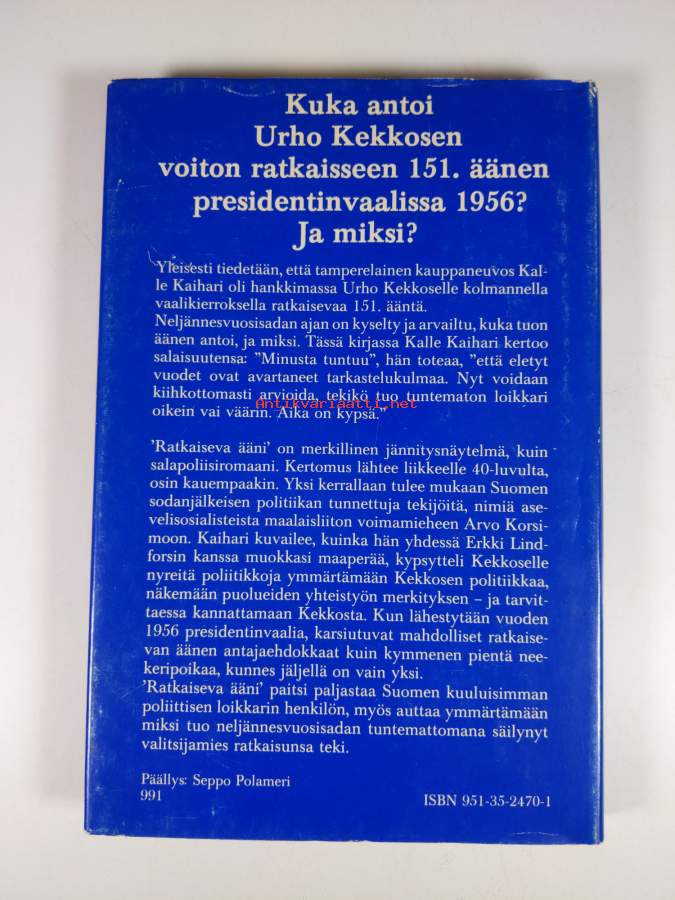 Kuka antoi
Urho Kekkosen
voiton ratkaisseen 151. äänen
presidentinvaalissa 1956?
Ja miksi?
Yleisesti tiedetään, että tamperelainen kauppaneuvos Kal-
le Kaihari oli hankkimassa Urho Kekkoselle kolmannella
vaalikierroksella ratkaisevaa 151. ääntä.
Neljännesvuosisadan ajan on kyselty ja arvailtu, kuka tuon
äänen antoi, ja miksi. Tässä kirjassa Kalle Kaihari kertoo
salaisuutensa: ”Minusta tuntuu”, hän toteaa, ”että eletyt
vuodet ovat avartaneet tarkastelukulmaa. Nyt voidaan
kiihkottomasti arvioida, tekikö tuo tuntematon loikkari
Antikvariaatti.net
oikein vai väärin. Aika on kypsä.”
’Ratkaiseva ääni’ on merkillinen jännitysnäytelmä, kuin
salapoliisiromaani. Kertomus lähtee liikkeelle 40-luvulta,
osin kauempaakin. Yksi kerrallaan tulee mukaan Suomen
sodanjälkeisen politiikan tunnettuja tekijöitä, nimiä ase-
velisosialisteista maalaisliiton voimamieheen Arvo Korsi-
moon. Kaihari kuvailee, kuinka hän yhdessä Erkki Lind-
forsin kanssa muokkasi maaperää, kypsytteli Kekkoselle
nyreitä poliitikkoja ymmärtämään Kekkosen politiikkaa,
näkemään puolueiden yhteistyön merkityksen – ja tarvit-
taessa kannattamaan Kekkosta. Kun lähestytään vuoden
1956 presidentinvaalia, karsiutuvat mahdolliset ratkaise-
van äänen antajaehdokkaat kuin kymmenen pientä nee-
keripoikaa, kunnes jäljellä on vain yksi.
’Ratkaiseva ääni’ paitsi paljastaa Suomen kuuluisimman
poliittisen loikkarin henkilön, myös auttaa ymmärtämään
miksi tuo neljännesvuosisadan tuntemattomana säilynyt
valitsijamies ratkaisunsa teki.
Päällys: Seppo Polameri
991
ISBN 951-35-2470-1